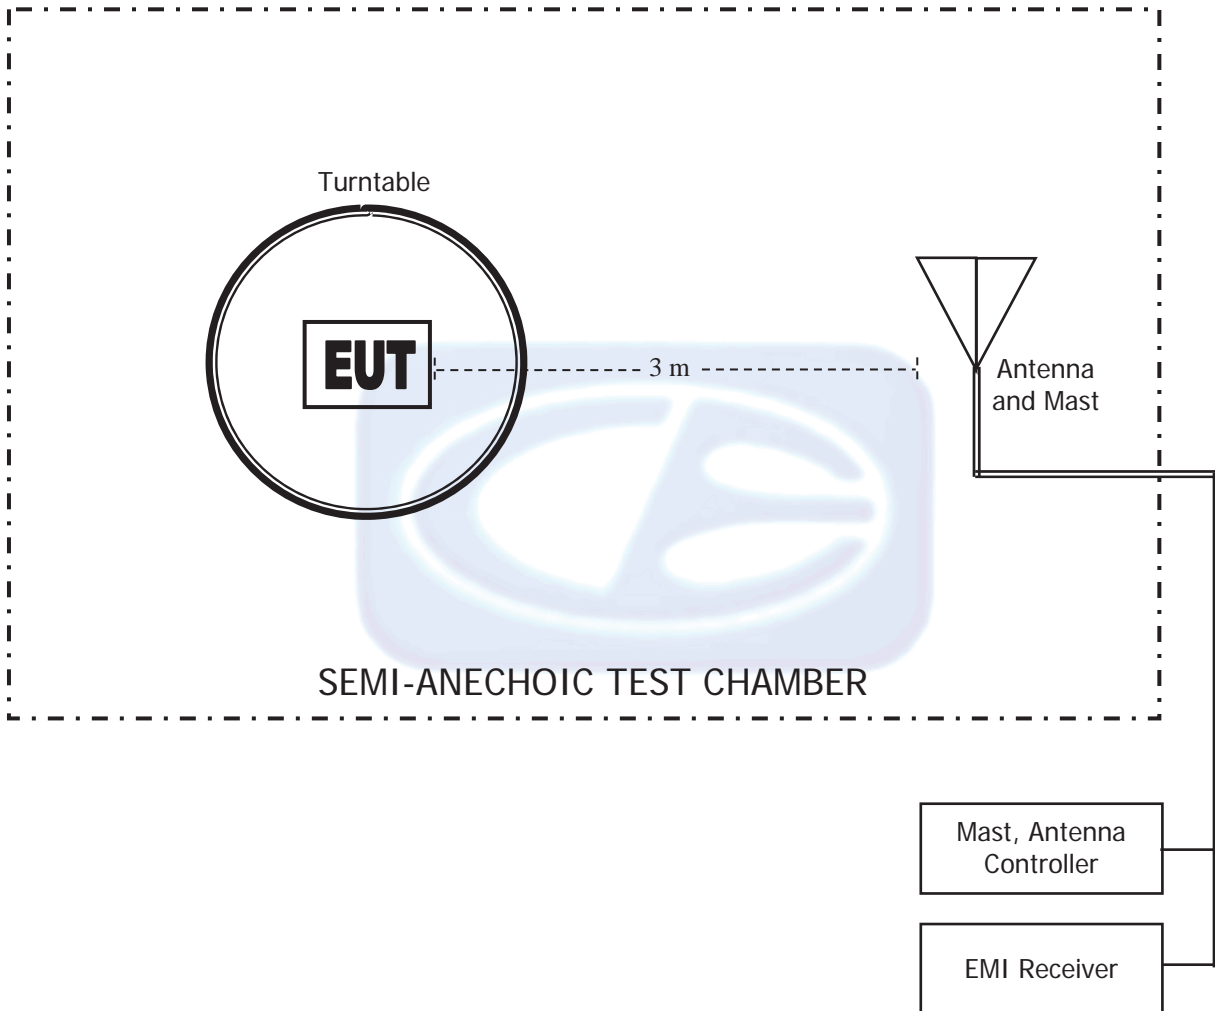 Turntable
EUT
3 m
Antenna
and Mast
SEMI-ANECHOIC TEST CHAMBER
Mast, Antenna
Controller
EMI Receiver